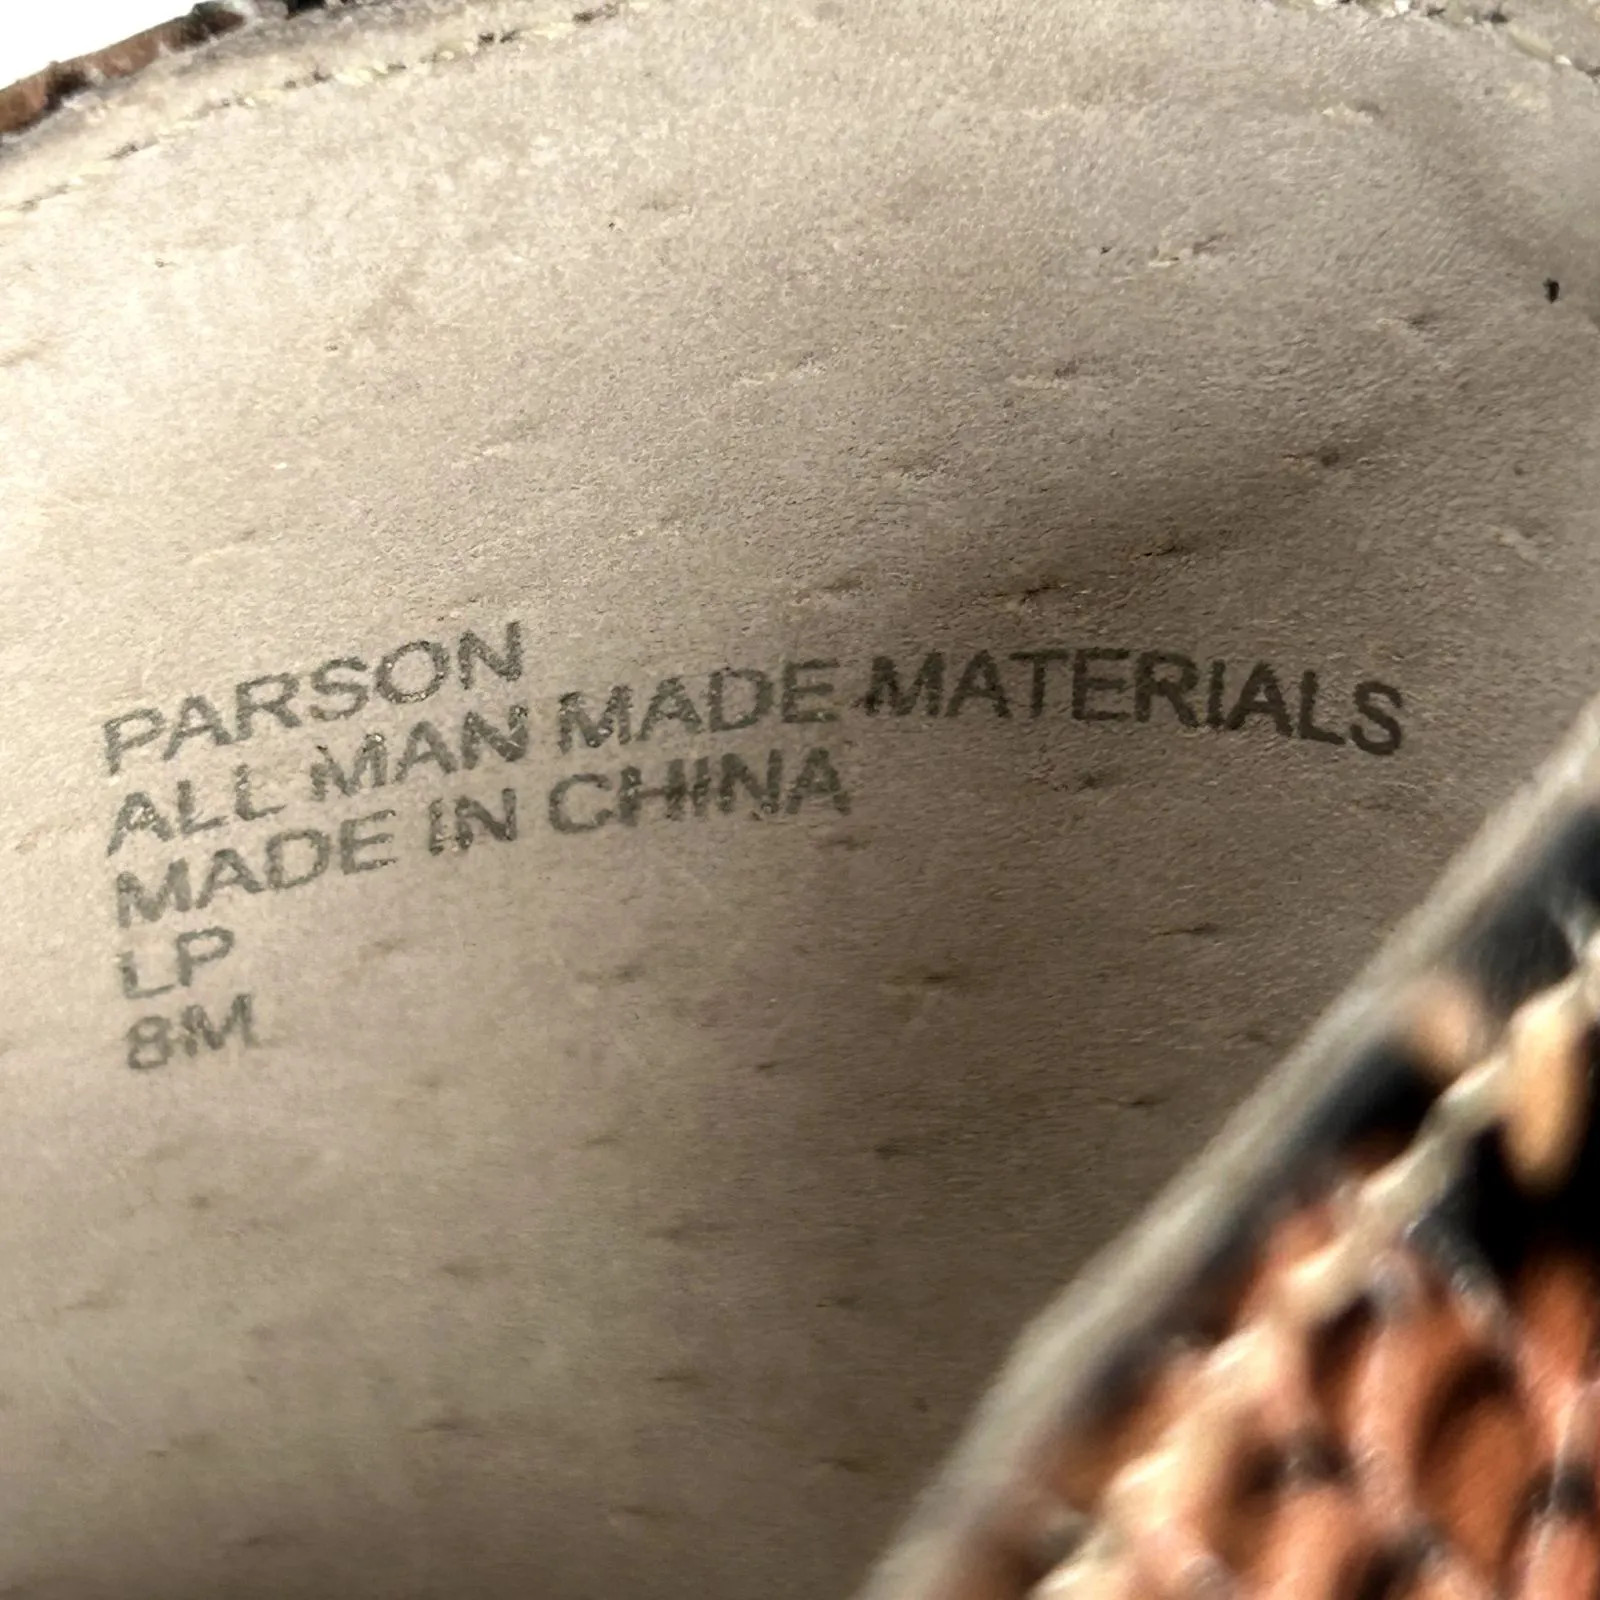 PARSON
ALL MAN MADE MATERIALS
MADE IN CHINA
LP
8M